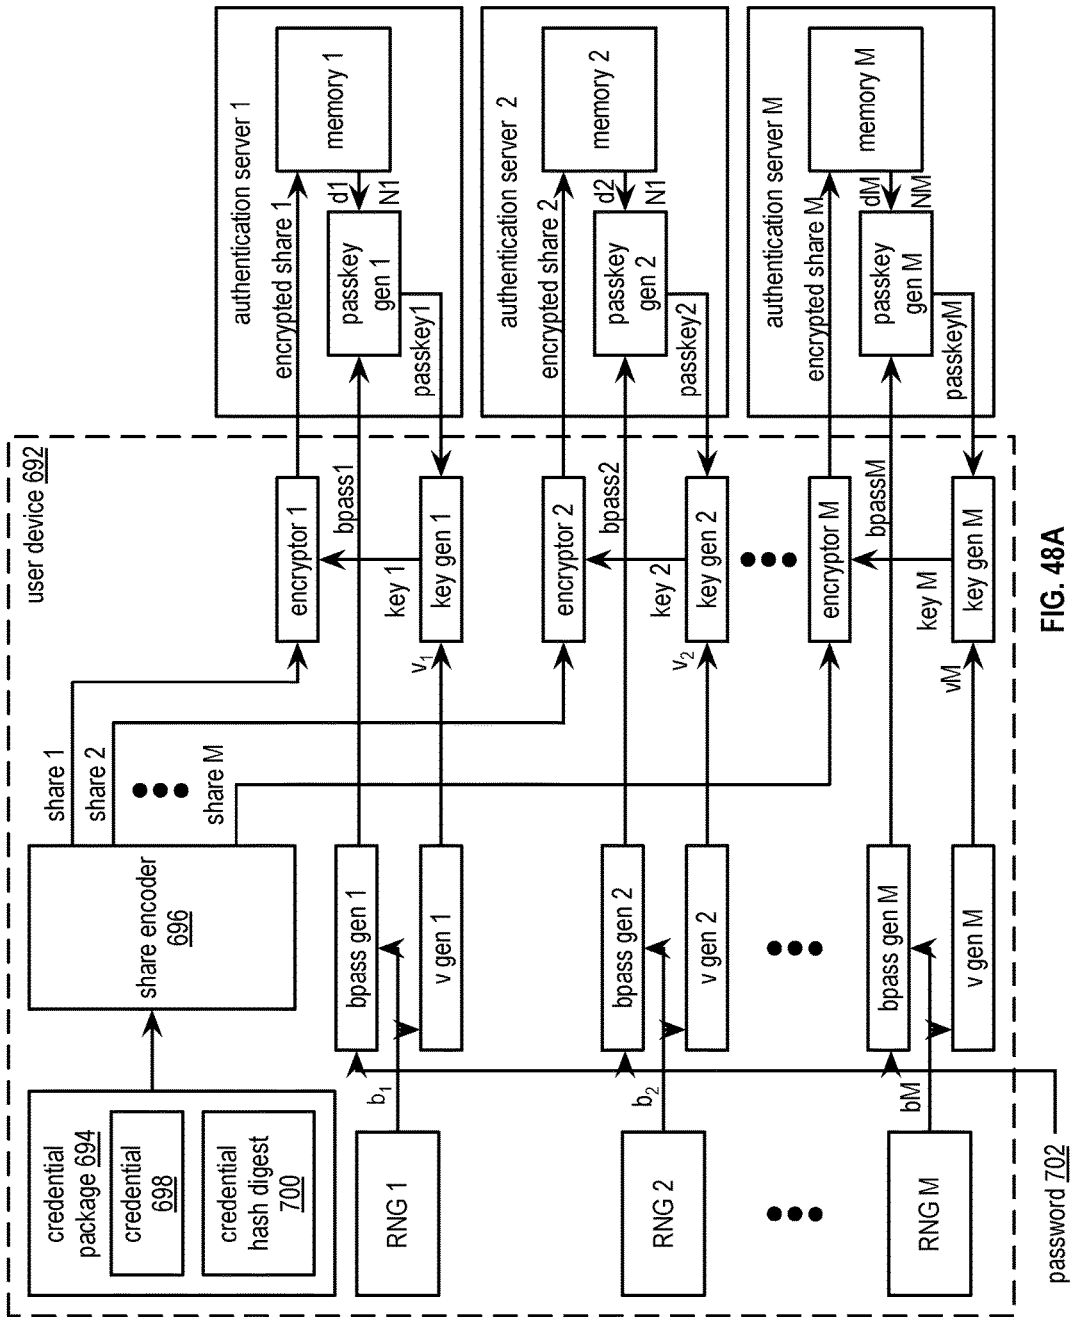 user device 692
credential
package 694
credential
698
credential
hash digest
700
share encoder
696
share 1
share 2
share M
encryptor 1
encrypted share 1
authentication server 1
memory 1
d1
N1
passkey
gen 1
passkey1
bpass1
key 1
key gen 1
v1
RNG 1
b1
bpass gen 1
v gen 1
encryptor 2
encrypted share 2
authentication server 2
memory 2
d2
N1
passkey
gen 2
passkey2
bpass2
key 2
key gen 2
v2
RNG 2
b2
bpass gen 2
v gen 2
encryptor M
encrypted share M
authentication server M
memory M
dM
NM
passkey
gen M
passkeyM
bpassM
key M
key gen M
vM
RNG M
bM
bpass gen M
v gen M
password 702
FIG. 48A